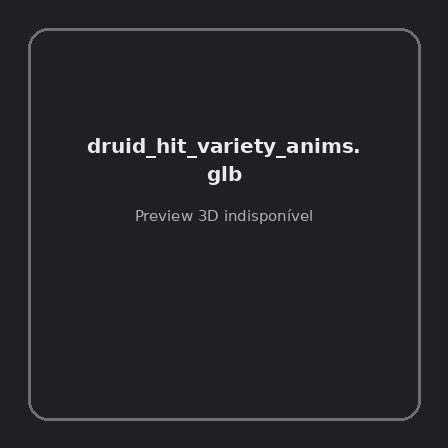 druid_hit_variety_anims.
glb
Preview 3D indisponível